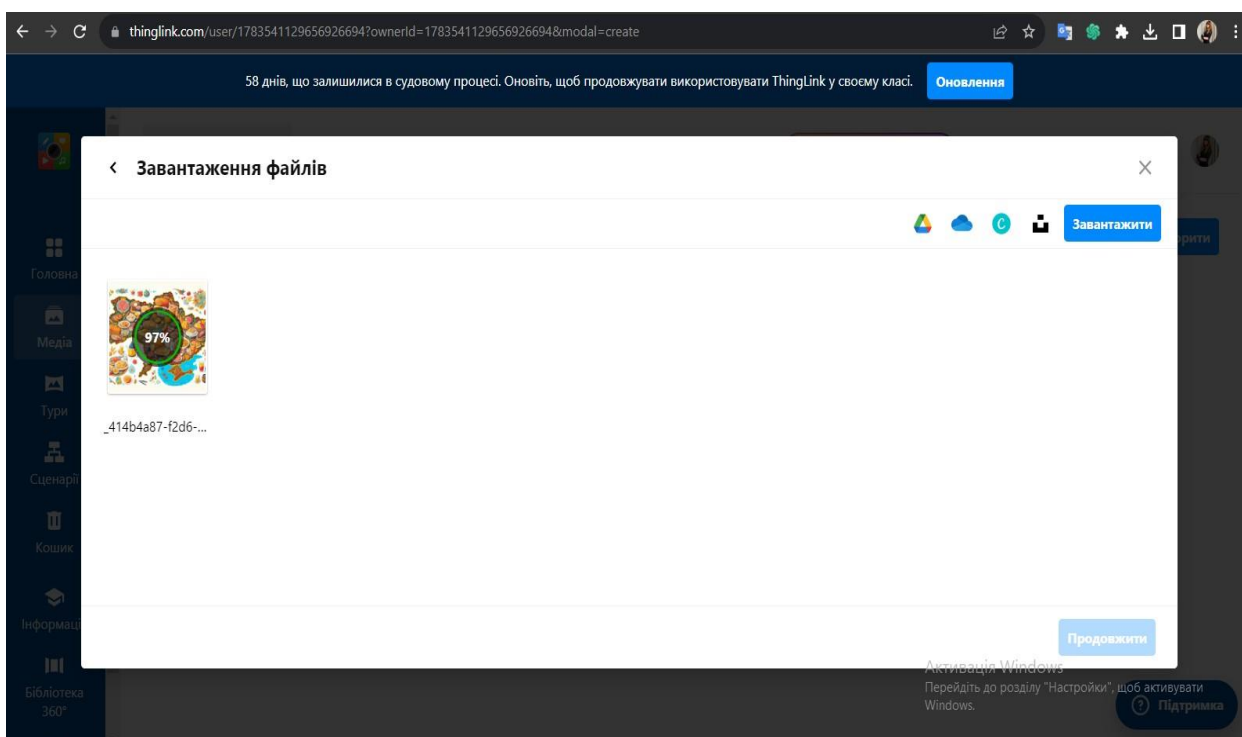 thinglink.com/user/1783541129656926694?ownerId=1783541129656926694&modal=create
58 днів, що залишилися в судовому процесі. Оновіть, щоб продовжувати використовувати ThingLink у своєму класі.
Оновлення
Завантаження файлів
Завантажити
орити
Головна
Медіа
Тури
Сценарії
Кошик
Інформаці
Бібліотека
360°
97%
_414b4a87-f2d6-...
Продовжити
Активація Windows
Перейдіть до розділу "Настройки", щоб активувати
Windows.
Підтримка